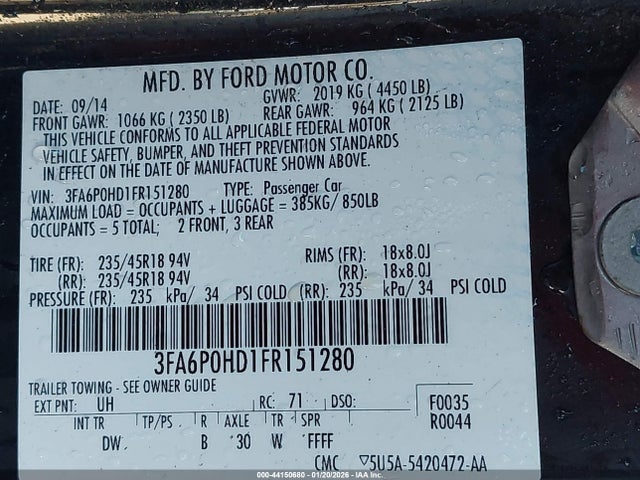 MFD. BY FORD MOTOR CO.
DATE: 09/14 GVWR: 2019 KG ( 4450 LB)
FRONT GAWR: 1066 KG ( 2350 LB) REAR GAWR: 964 KG ( 2125 LB)
THIS VEHICLE CONFORMS TO ALL APPLICABLE FEDERAL MOTOR
VEHICLE SAFETY, BUMPER, AND THEFT PREVENTION STANDARDS
IN EFFECT ON THE DATE OF MANUFACTURE SHOWN ABOVE.
VIN: 3FA6P0HD1FR151280 TYPE: Passenger Car
MAXIMUM LOAD = OCCUPANTS + LUGGAGE = 385KG/ 850LB
OCCUPANTS = 5 TOTAL; 2 FRONT, 3 REAR
TIRE (FR): 235/45R18 94V RIMS (FR): 18x8.0J
(RR): 235/45R18 94V (RR): 18x8.0J
PRESSURE (FR): 235 kPa/ 34 PSI COLD (RR): 235 kPa/ 34 PSI COLD
3FA6P0HD1FR151280
TRAILER TOWING - SEE OWNER GUIDE
EXT PNT: UH RC: 71 DSO: F0035
R0044
INT TR TP/PS R AXLE TR SPR
DW B 30 W FFFF
CMC ▽5U5A-5420472-AA
000-44150680 - 01/20/2026 - IAAI.COM